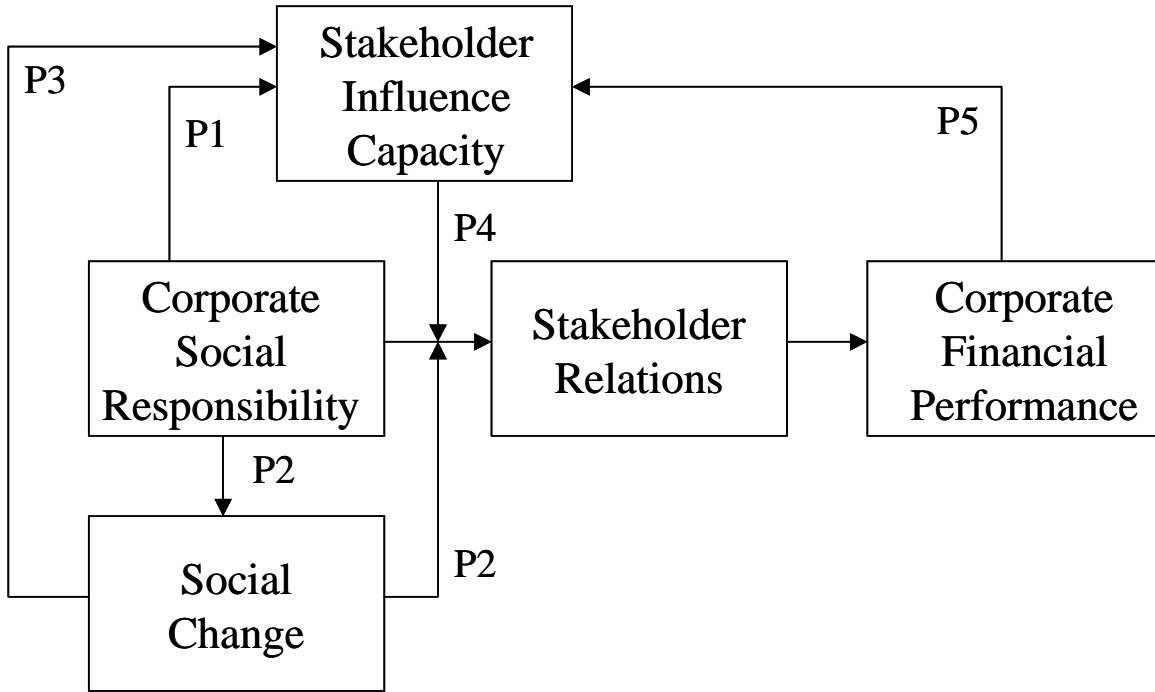 Stakeholder
Influence
Capacity
P3
P1
P5
P4
Corporate
Social
Responsibility
Stakeholder
Relations
Corporate
Financial
Performance
P2
P2
Social
Change